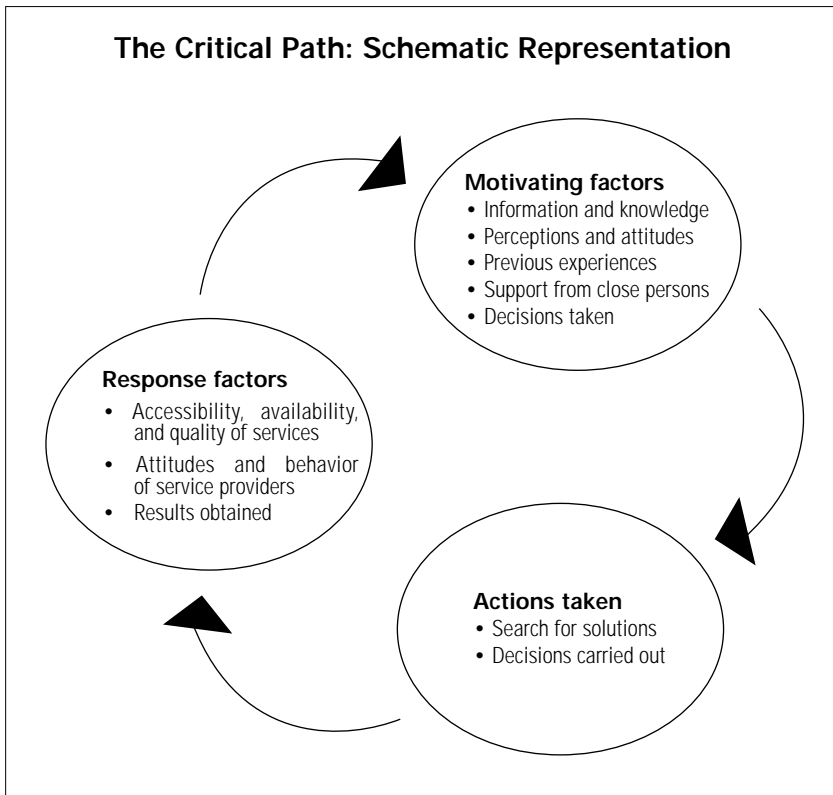 The Critical Path: Schematic Representation
Motivating factors
• Information and knowledge
• Perceptions and attitudes
• Previous experiences
• Support from close persons
• Decisions taken
Response factors
• Accessibility, availability,
and quality of services
• Attitudes and behavior
of service providers
• Results obtained
Actions taken
• Search for solutions
• Decisions carried out